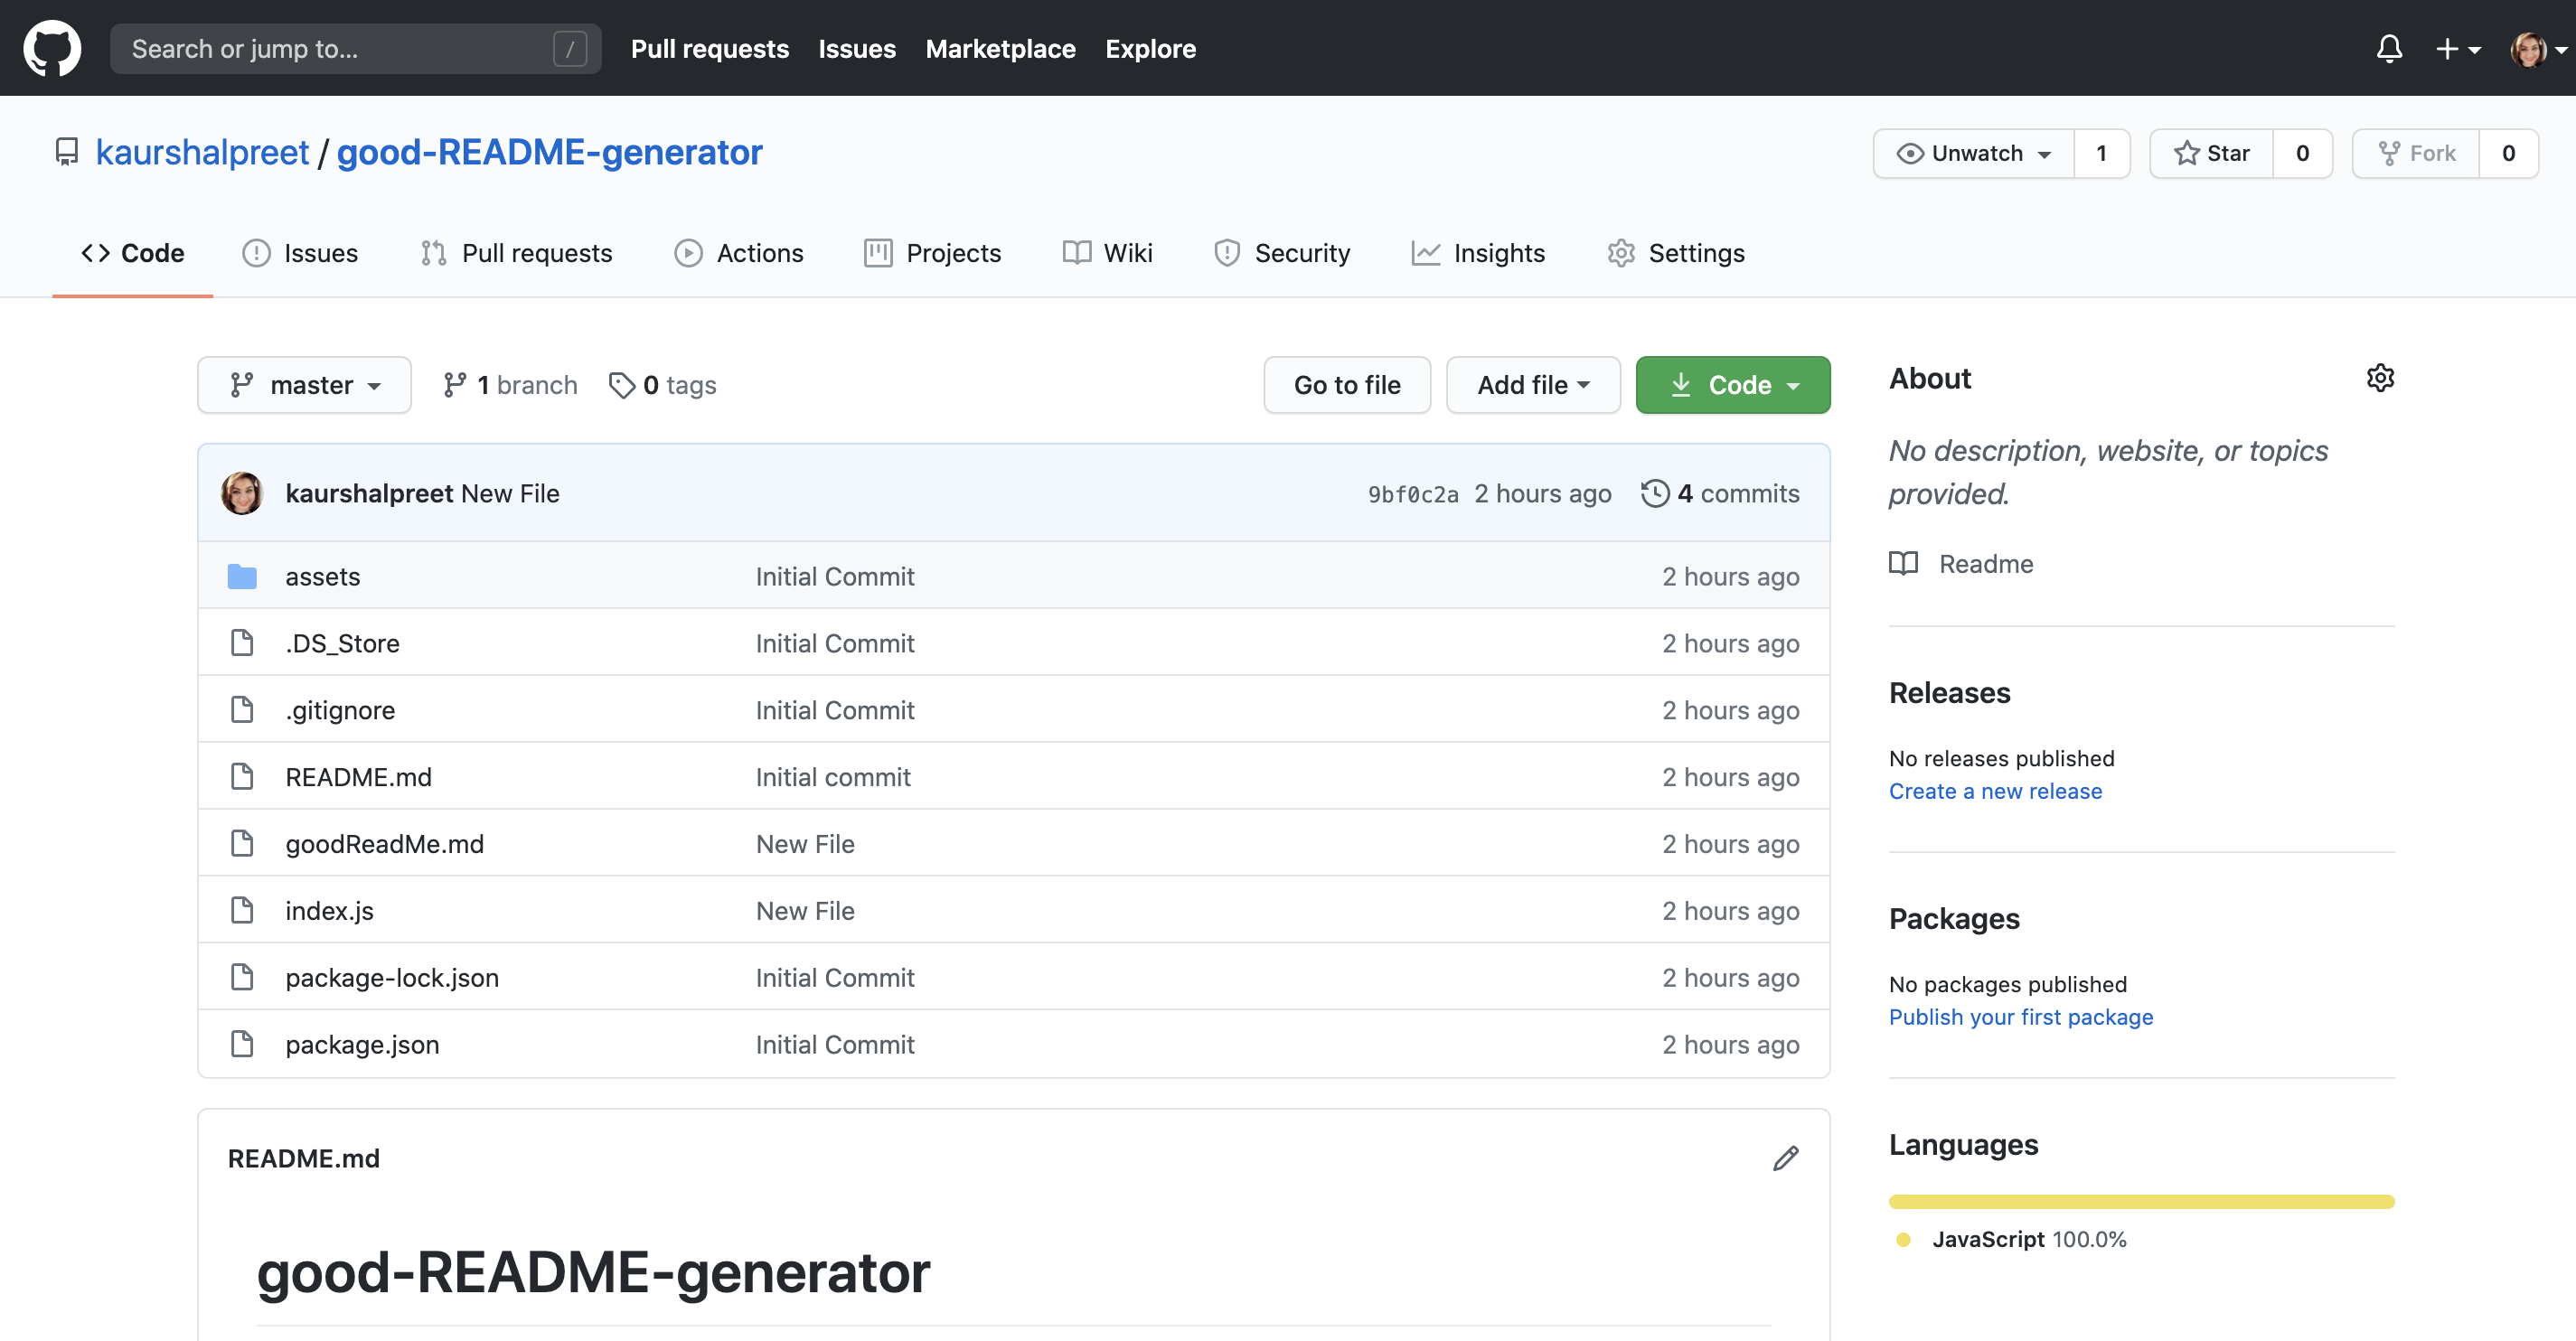 Search or jump to... /
Pull requests Issues Marketplace Explore
kaurshalpreet / good-README-generator
Unwatch 1 Star 0 Fork 0
Code Issues Pull requests Actions Projects Wiki Security Insights Settings
master 1 branch 0 tags Go to file Add file Code
kaurshalpreet New File 9bf0c2a 2 hours ago 4 commits
assets Initial Commit 2 hours ago
.DS_Store Initial Commit 2 hours ago
.gitignore Initial Commit 2 hours ago
README.md Initial commit 2 hours ago
goodReadMe.md New File 2 hours ago
index.js New File 2 hours ago
package-lock.json Initial Commit 2 hours ago
package.json Initial Commit 2 hours ago
README.md
good-README-generator
About
No description, website, or topics
provided.
Readme
Releases
No releases published
Create a new release
Packages
No packages published
Publish your first package
Languages
JavaScript 100.0%